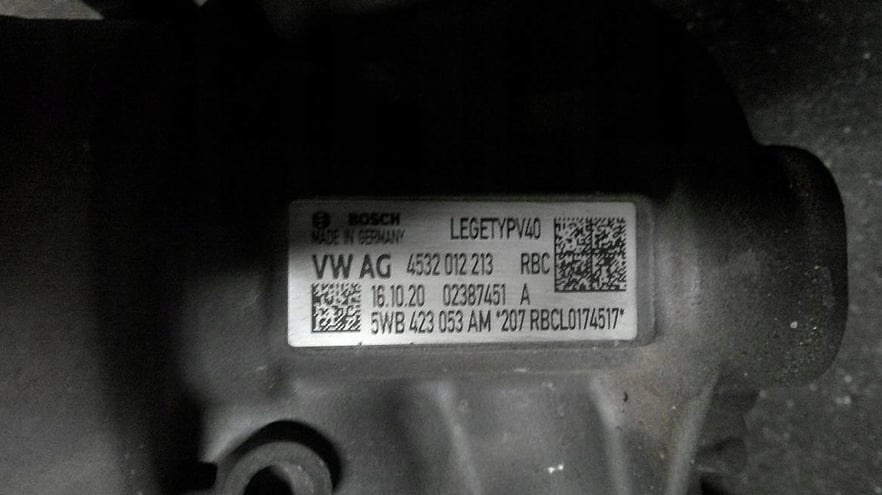 BOSCH LEGETYPV40
MADE IN GERMANY
VW AG 4532 012 213 RBC
16.10.20 02387451 A
5WB 423 053 AM *207 RBCL0174517*